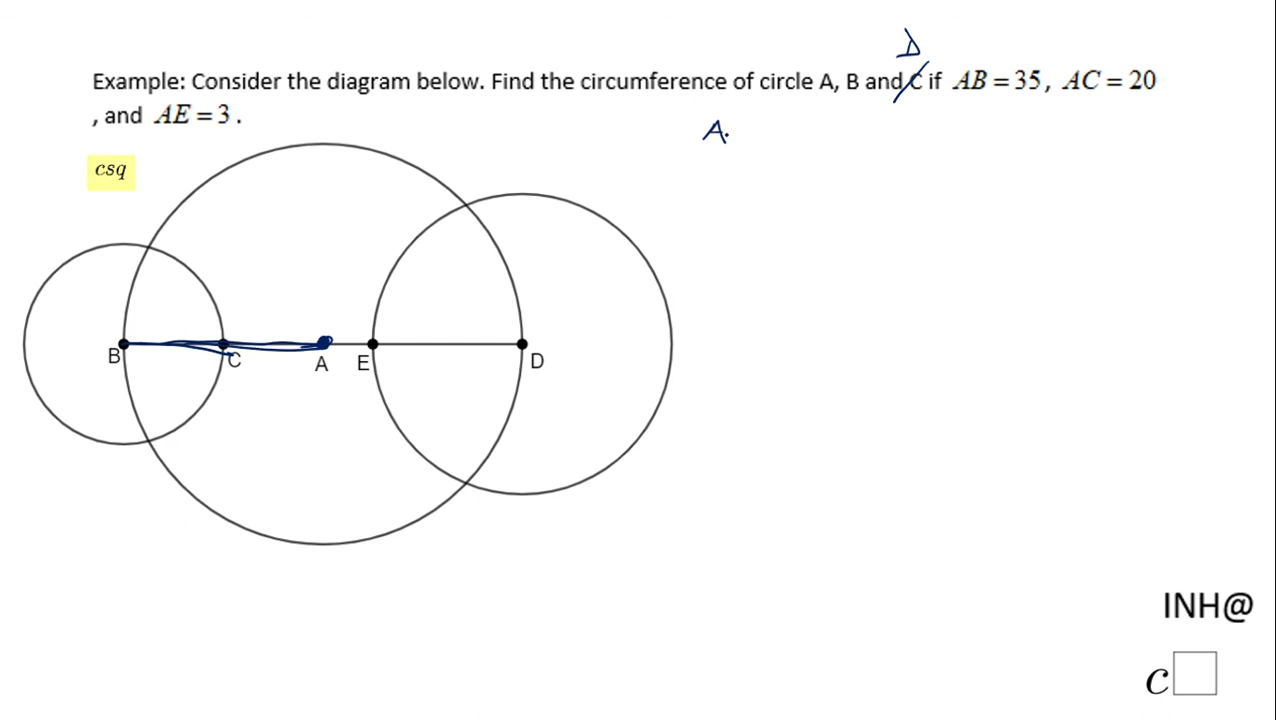 D
Example: Consider the diagram below. Find the circumference of circle A, B and C if AB = 35, AC = 20
, and AE = 3.
A.
csq
B
C
A
E
D
INH@
c